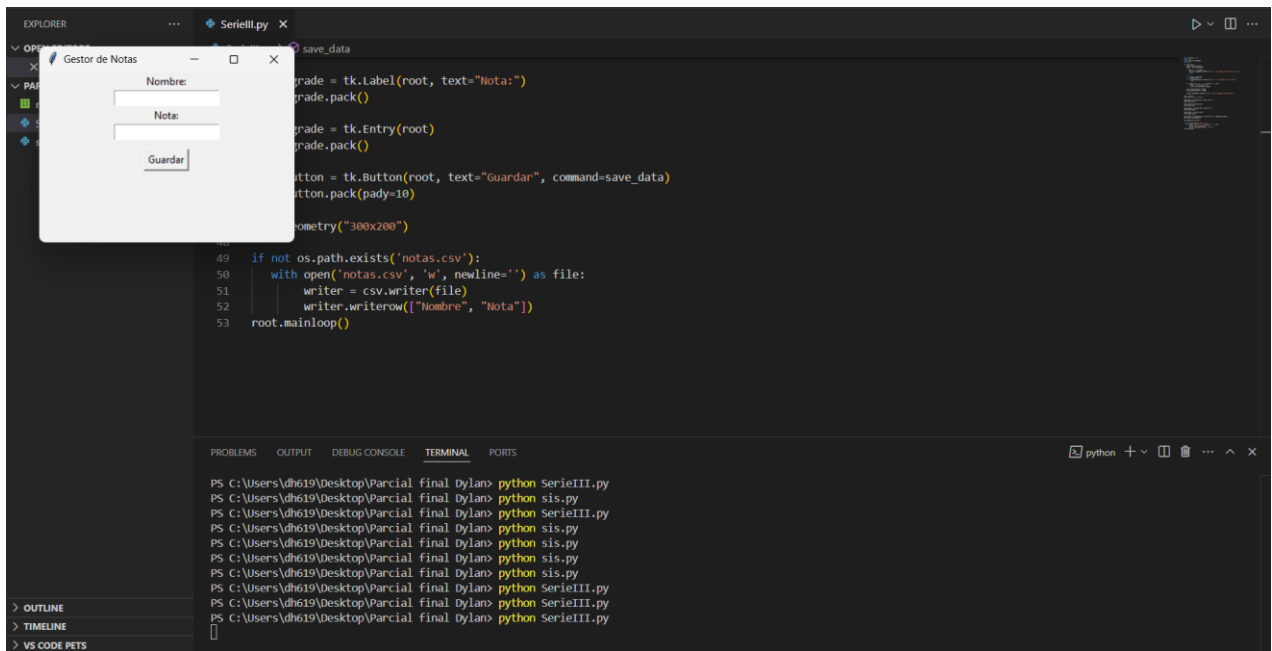 EXPLORER
SerieIII.py
Gestor de Notas
save_data
Nombre:
Nota:
Guardar
grade = tk.Label(root, text="Nota:")
grade.pack()
grade = tk.Entry(root)
grade.pack()
tton = tk.Button(root, text="Guardar", command=save_data)
tton.pack(pady=10)
ometry("300x200")
49 if not os.path.exists('notas.csv'):
50 with open('notas.csv', 'w', newline='') as file:
51 writer = csv.writer(file)
52 writer.writerow(["Nombre", "Nota"])
53 root.mainloop()
PROBLEMS OUTPUT DEBUG CONSOLE TERMINAL PORTS
python
PS C:\Users\dh619\Desktop\Parcial final Dylan> python SerieIII.py
PS C:\Users\dh619\Desktop\Parcial final Dylan> python sis.py
PS C:\Users\dh619\Desktop\Parcial final Dylan> python SerieIII.py
PS C:\Users\dh619\Desktop\Parcial final Dylan> python sis.py
PS C:\Users\dh619\Desktop\Parcial final Dylan> python sis.py
PS C:\Users\dh619\Desktop\Parcial final Dylan> python sis.py
PS C:\Users\dh619\Desktop\Parcial final Dylan> python sis.py
PS C:\Users\dh619\Desktop\Parcial final Dylan> python SerieIII.py
PS C:\Users\dh619\Desktop\Parcial final Dylan> python SerieIII.py
PS C:\Users\dh619\Desktop\Parcial final Dylan> python SerieIII.py
OUTLINE
TIMELINE
VS CODE PETS